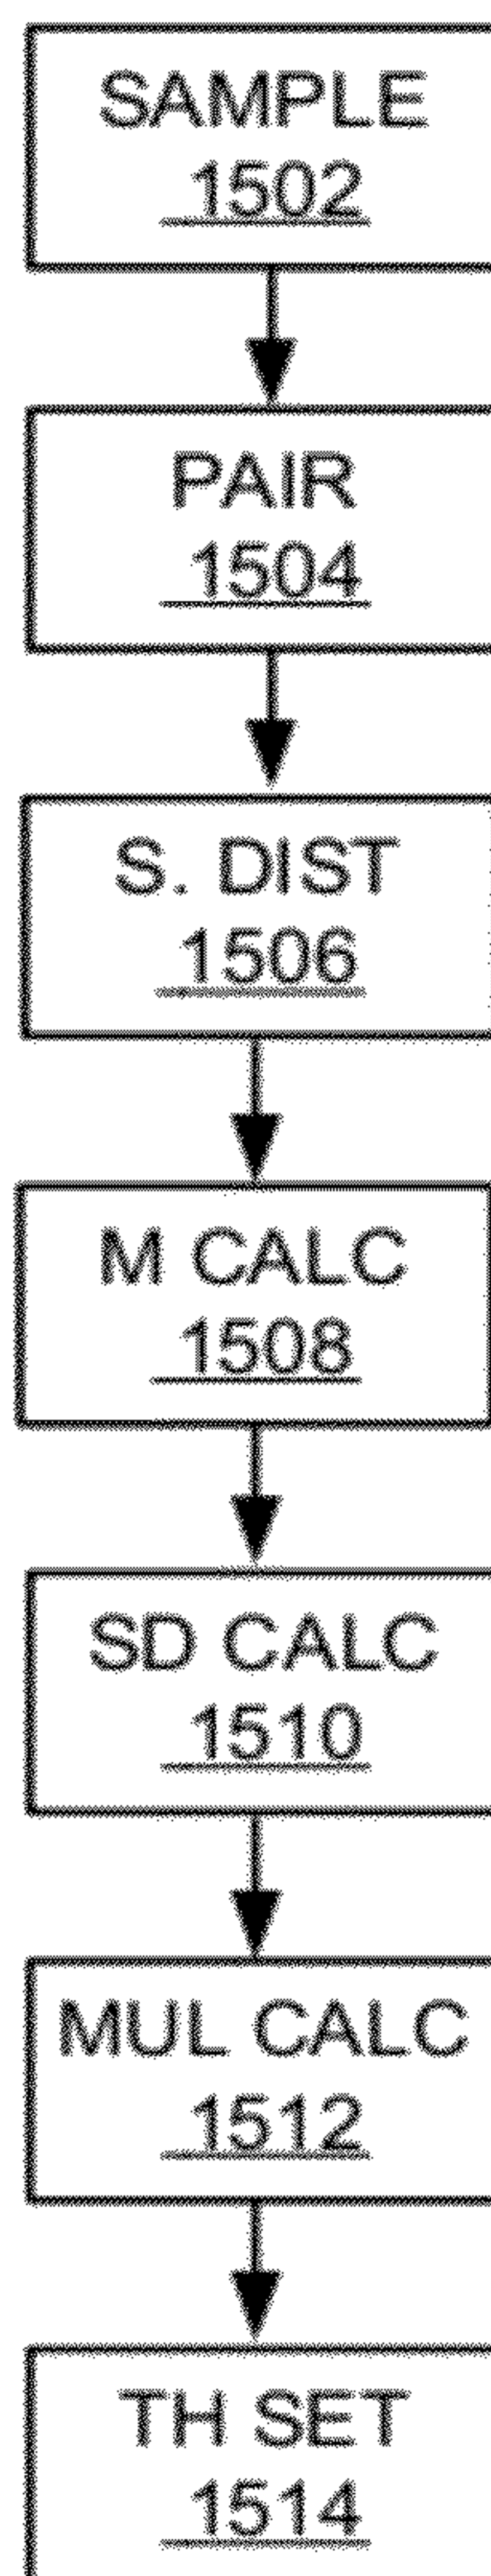 SAMPLE
1502
PAIR
1504
S. DIST
1506
M CALC
1508
SD CALC
1510
MUL CALC
1512
TH SET
1514